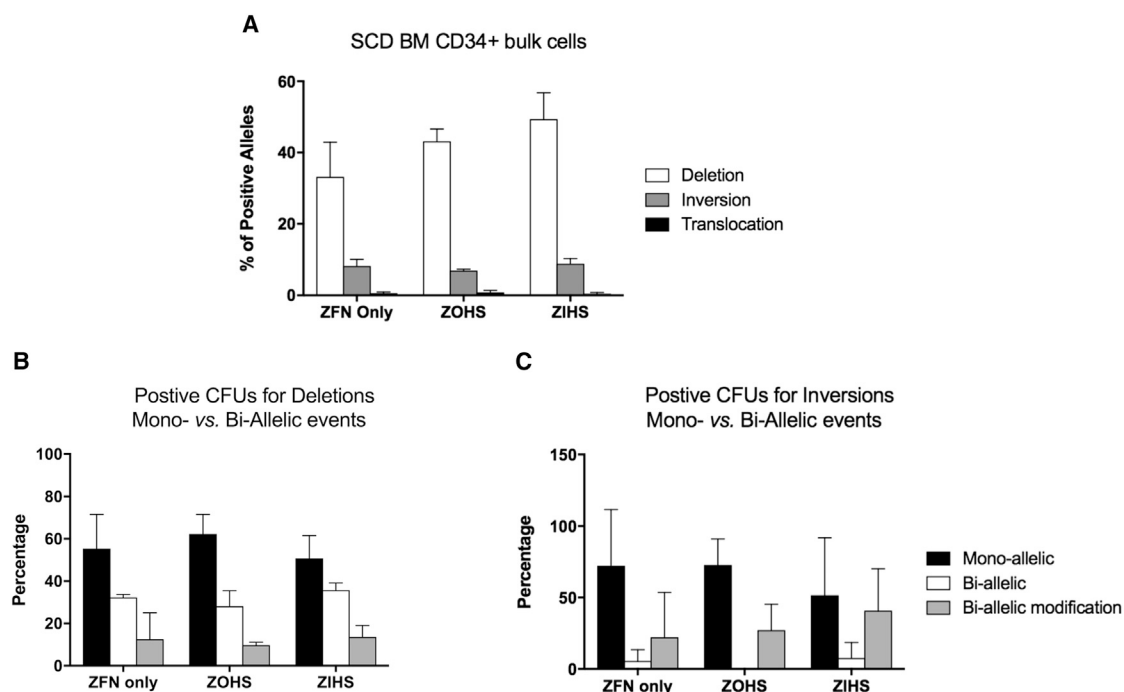 A
SCD BM CD34+ bulk cells
% of Positive Alleles
60
40
20
0
ZFN Only
ZOHS
ZIHS
Deletion
Inversion
Translocation
B
Postive CFUs for Deletions
Mono- vs. Bi-Allelic events
Percentage
100
80
60
40
20
0
ZFN only
ZOHS
ZIHS
C
Postive CFUs for Inversions
Mono- vs. Bi-Allelic events
Percentage
150
100
50
0
ZFN only
ZOHS
ZIHS
Mono-allelic
Bi-allelic
Bi-allelic modification